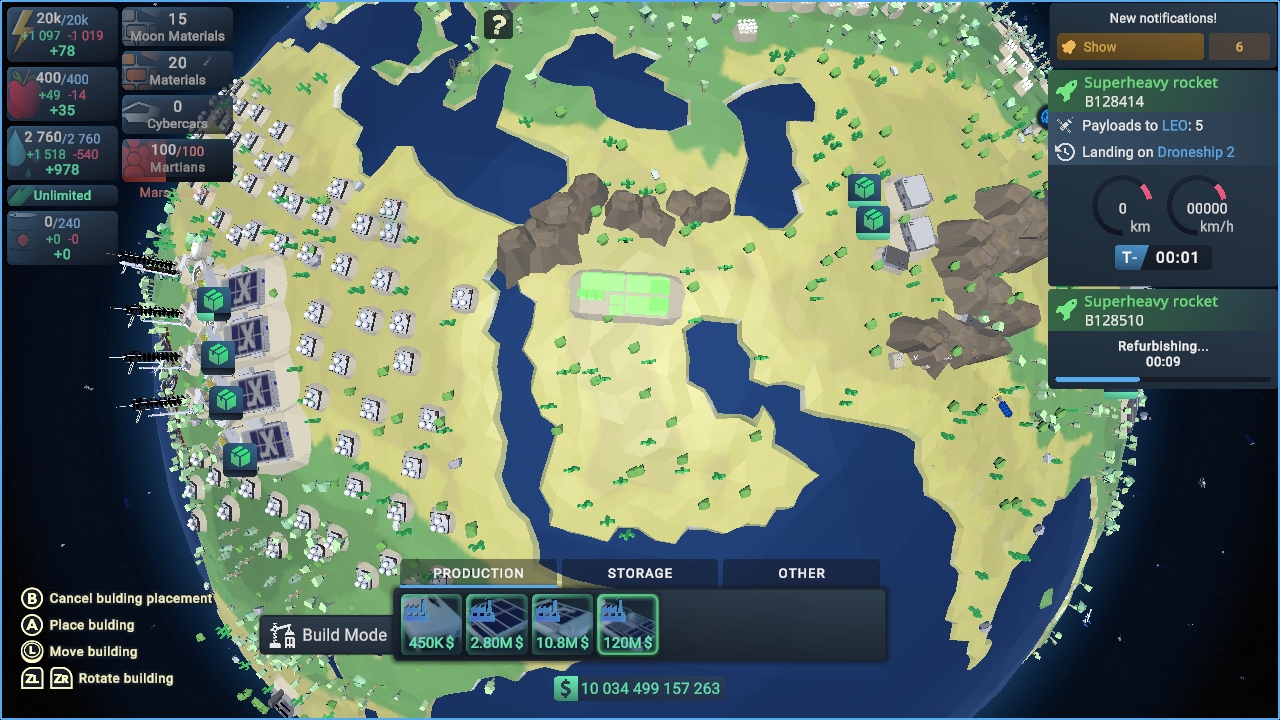 20k/20k
+1 097 -1 019
+78
15
Moon Materials
400/400
+49 -14
+35
20
Materials
0
Cybercars
2 760/2 760
+1 518 -540
+978
100/100
Martians
Mars
Unlimited
0/240
+0 -0
+0
?
New notifications!
Show
6
Superheavy rocket
B128414
Payloads to LEO: 5
Landing on Droneship 2
0
km
00000
km/h
T- 00:01
Superheavy rocket
B128510
Refurbishing...
00:09
B Cancel bulding placement
A Place bulding
L Move building
ZL ZR Rotate building
Build Mode
PRODUCTION
STORAGE
OTHER
450K$
2.80M$
10.8M$
120M$
$ 10 034 499 157 263